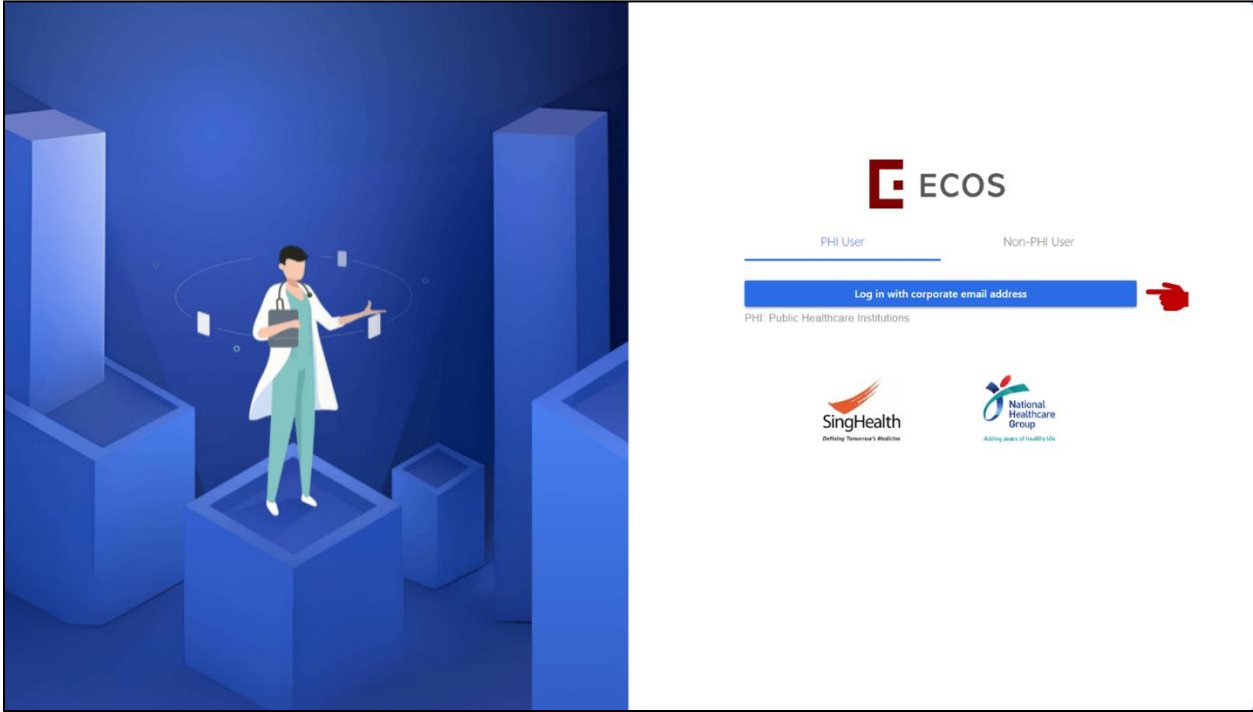 ECOS
PHI User
Non-PHI User
Log in with corporate email address
PHI: Public Healthcare Institutions
SingHealth
Defining Tomorrow's Medicine
National
Healthcare
Group
Adding years of healthy life